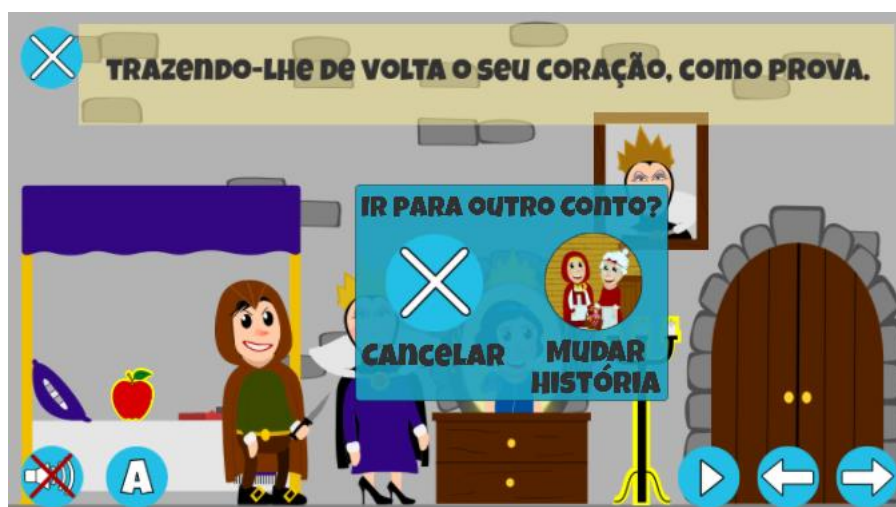 TRAZENDO-LHE DE VOLTA O SEU CORAÇÃO, COMO PROVA.
IR PARA OUTRO CONTO?
CANCELAR
MUDAR
HISTÓRIA
A